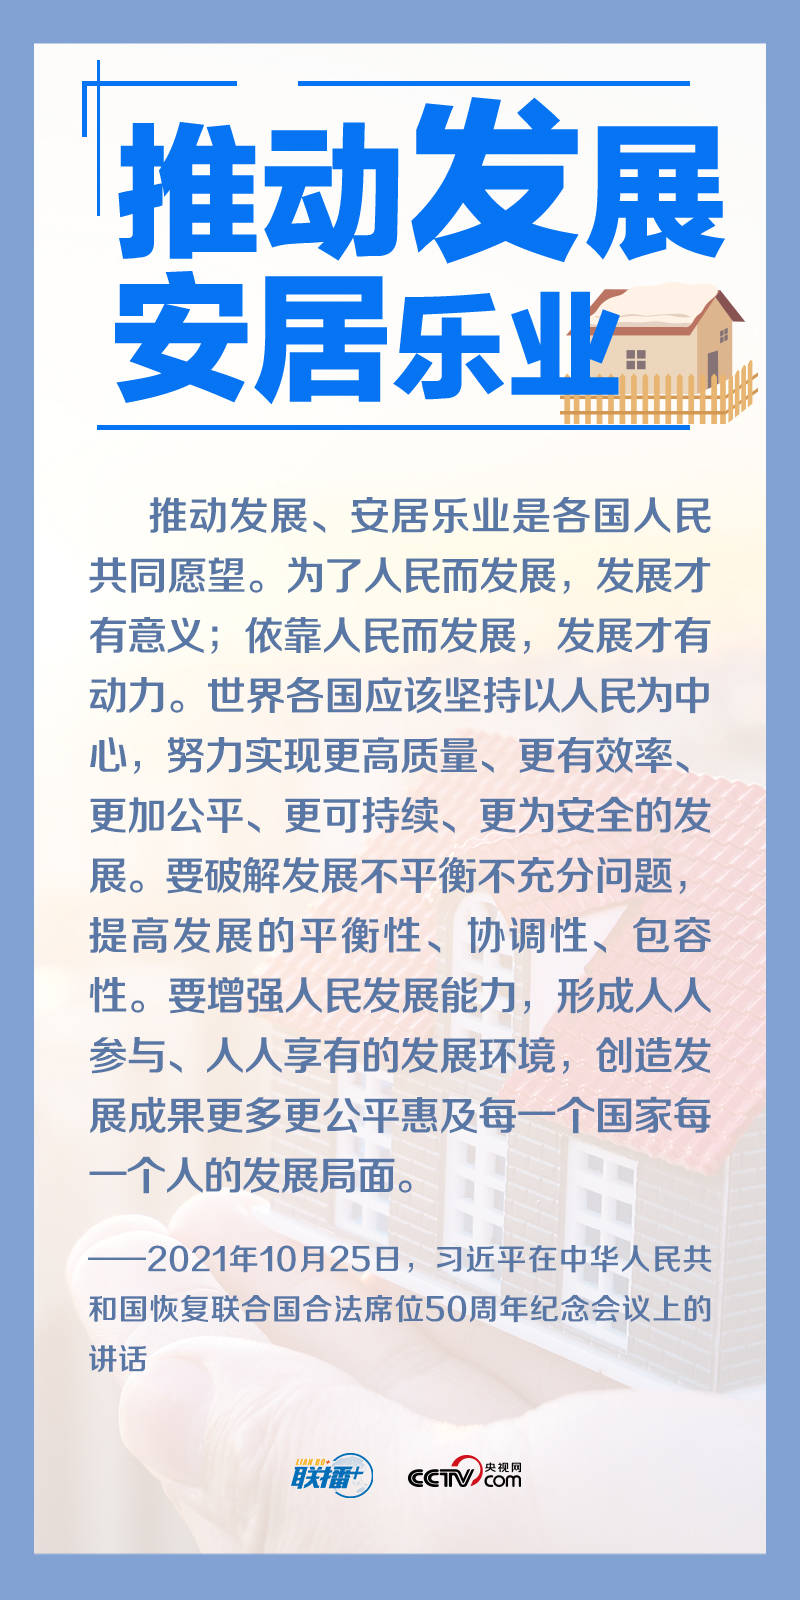 推动发展
安居乐业
推动发展、安居乐业是各国人民
共同愿望。为了人民而发展，发展才
有意义；依靠人民而发展，发展才有
动力。世界各国应该坚持以人民为中
心，努力实现更高质量、更有效率、
更加公平、更可持续、更为安全的发
展。要破解发展不平衡不充分问题，
提高发展的平衡性、协调性、包容
性。要增强人民发展能力，形成人人
参与、人人享有的发展环境，创造发
展成果更多更公平惠及每一个国家每
一个人的发展局面。
——2021年10月25日，习近平在中华人民共
和国恢复联合国合法席位50周年纪念会议上的
讲话
LIAN BO+
联播+
CCTV.com 央视网